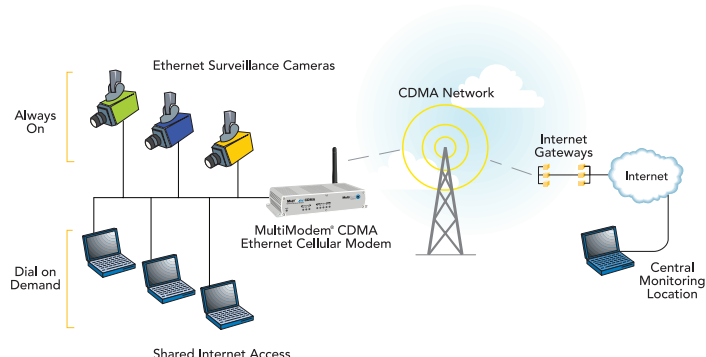 Ethernet Surveillance Cameras
CDMA Network
Always
On
Internet
Gateways
Internet
MultiModem® CDMA
Ethernet Cellular Modem
Dial on
Demand
Central
Monitoring
Location
Shared Internet Access